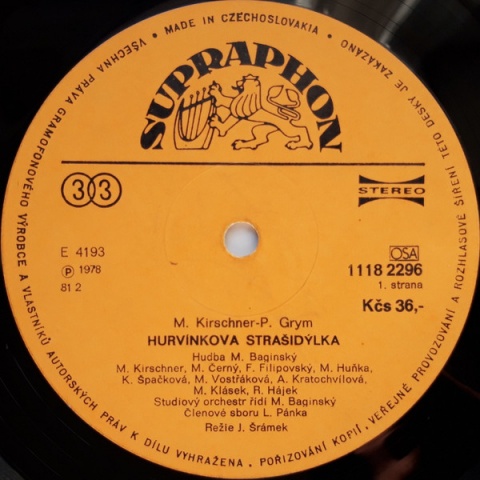 VŠECHNA PRÁVA GRAMOFONOVÉHO VÝROBCE A VLASTNÍKŮ AUTORSKÝCH PRÁV K DÍLU VYHRAŽENA. POŘIZOVÁNÍ KOPIÍ, VEŘEJNÉ PROVOZOVÁNÍ A ROZHLASOVÉ ŠÍŘENÍ TÉTO DESKY JE ZAKÁZÁNO • MADE IN CZECHOSLOVAKIA •
SUPRAPHON
33
STEREO
E 4193
Ⓟ 1978
81 2
OSA
1118 2296
1. strana
Kčs 36,-
M. Kirschner-P. Grym
HURVÍNKOVA STRAŠIDÝLKA
Hudba M. Baginský
M. Kirschner, M. Černý, F. Filipovský, M. Huňka,
K. Špačková, M. Vostřáková, A. Kratochvílová,
M. Klásek, R. Hájek
Studiový orchestr řídí M. Baginský
Členové sboru L. Pánka
Režie J. Šrámek